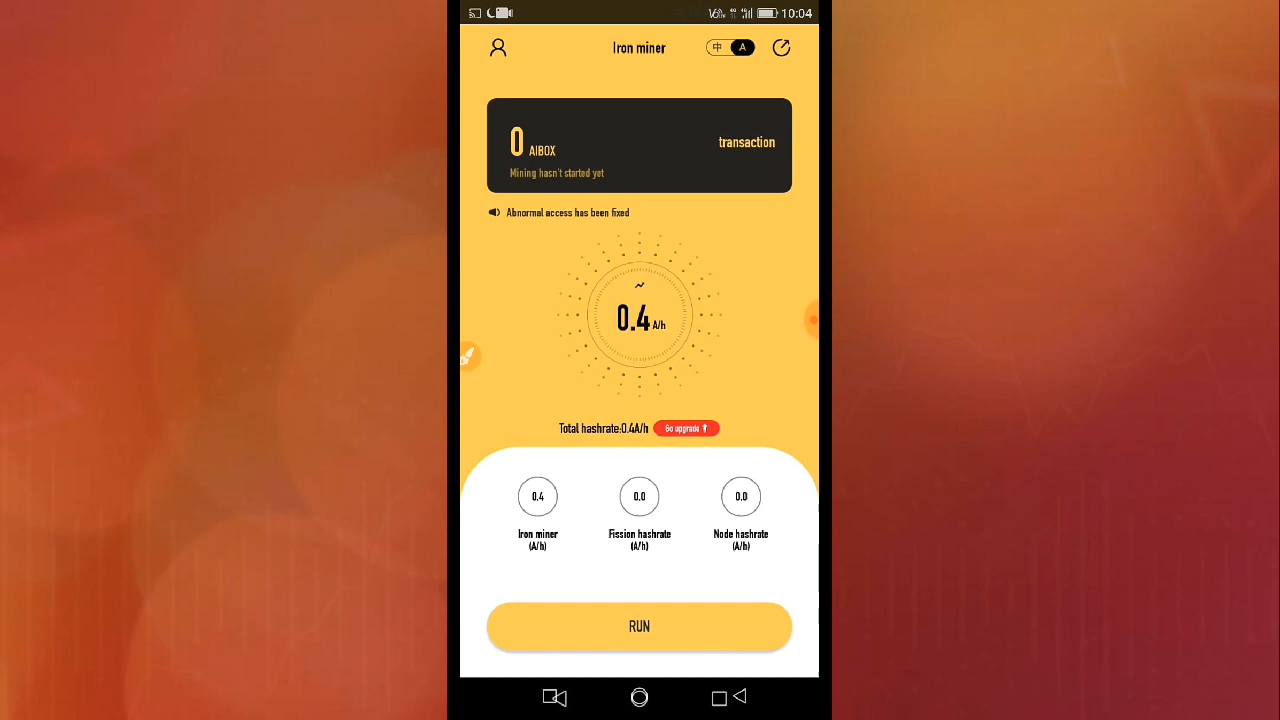 10:04
Iron miner
中 A
0 AIBOX
transaction
Mining hasn't started yet
Abnormal access has been fixed
0.4 A/h
Total hashrate:0.4A/h Go upgrade
0.4 0.0 0.0
Iron miner Fission hashrate Node hashrate
(A/h) (A/h) (A/h)
RUN